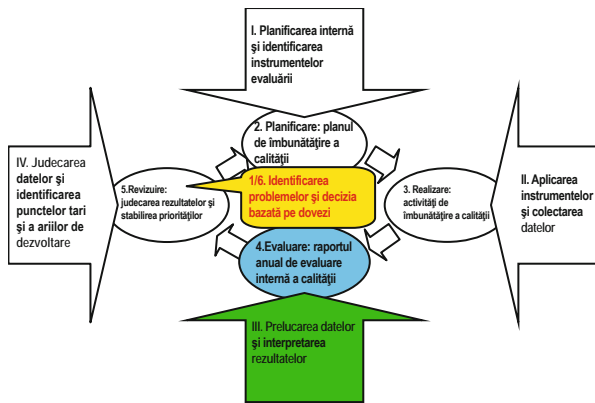 I. Planificarea internă
şi identificarea
instrumentelor
evaluării
2. Planificare: planul
de îmbunătăţire a
calităţii
IV. Judecarea
datelor şi
identificarea
punctelor tari
şi a ariilor de
dezvoltare
5.Revizuire:
judecarea rezultatelor şi
stabilirea priorităţilor
1/6. Identificarea
problemelor şi decizia
bazată pe dovezi
3. Realizare:
activităţi de
îmbunătăţire a calităţii
II. Aplicarea
instrumentelor
şi colectarea
datelor
4.Evaluare: raportul
anual de evaluare
internă a calităţii
III. Prelucarea datelor
şi interpretarea
rezultatelor